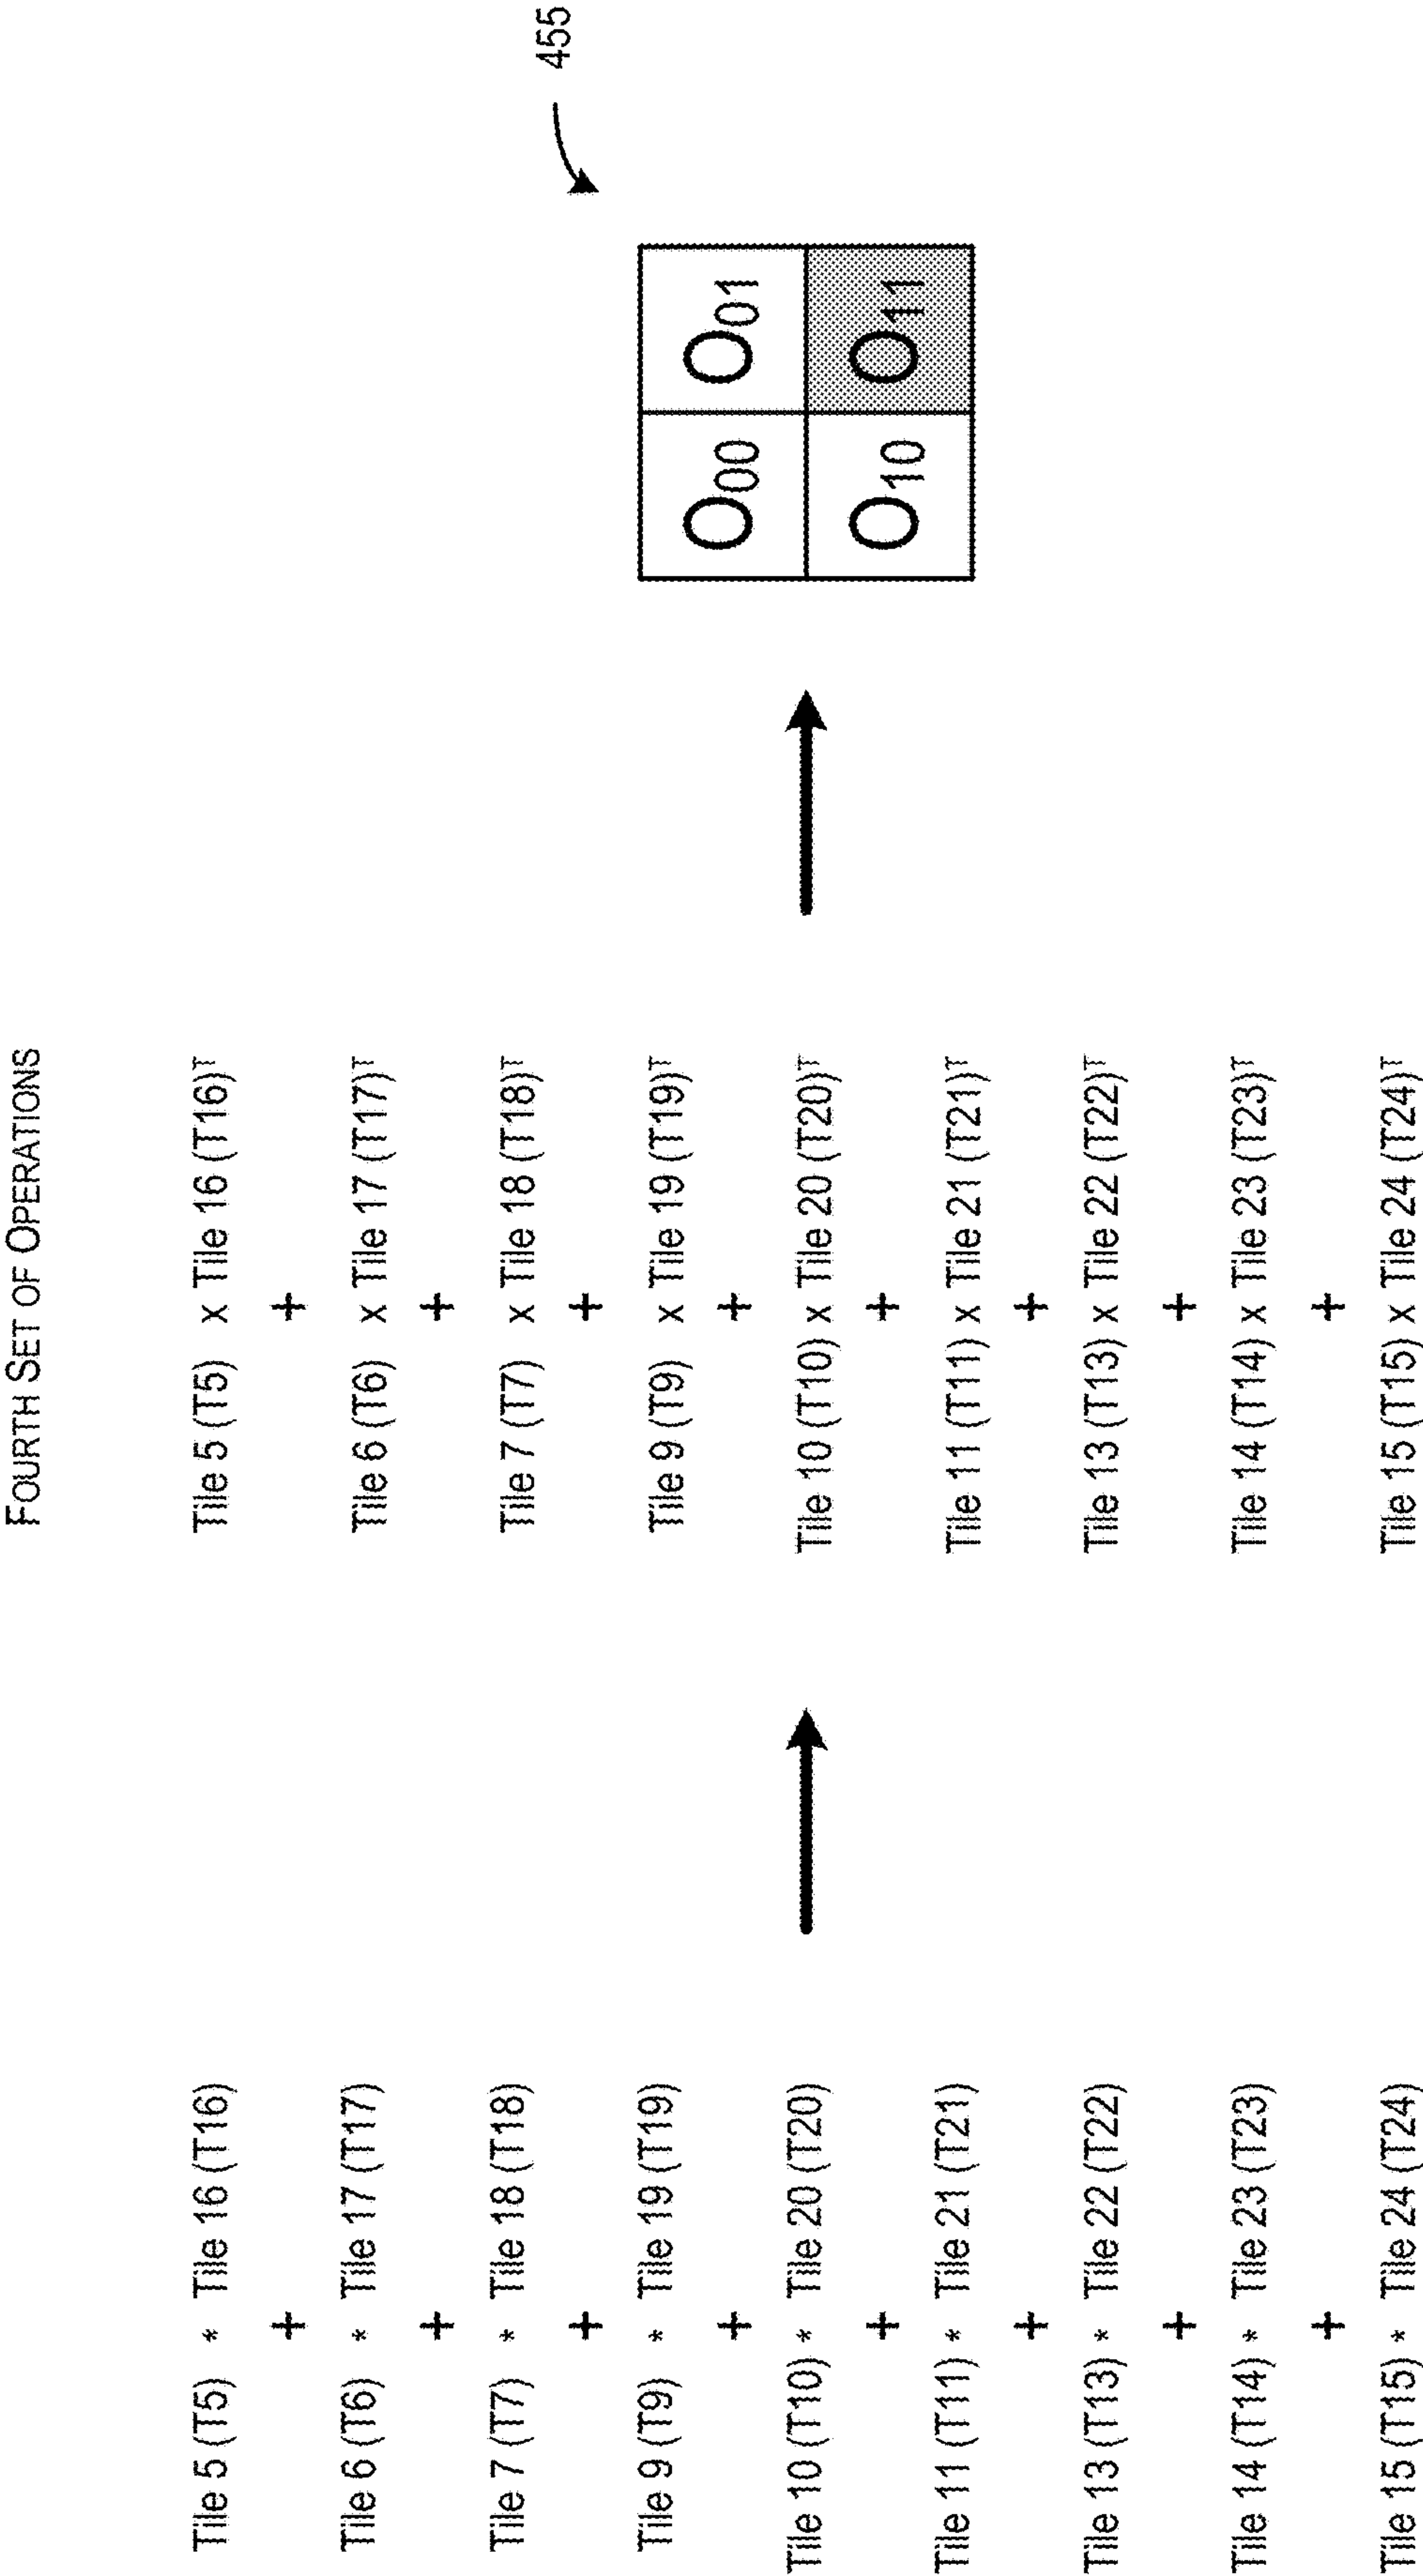 FOURTH SET OF OPERATIONS
Tile 5 (T5) * Tile 16 (T16)
+
Tile 6 (T6) * Tile 17 (T17)
+
Tile 7 (T7) * Tile 18 (T18)
+
Tile 9 (T9) * Tile 19 (T19)
+
Tile 10 (T10) * Tile 20 (T20)
+
Tile 11 (T11) * Tile 21 (T21)
+
Tile 13 (T13) * Tile 22 (T22)
+
Tile 14 (T14) * Tile 23 (T23)
+
Tile 15 (T15) * Tile 24 (T24)
Tile 5 (T5) x Tile 16 (T16)ᵀ
+
Tile 6 (T6) x Tile 17 (T17)ᵀ
+
Tile 7 (T7) x Tile 18 (T18)ᵀ
+
Tile 9 (T9) x Tile 19 (T19)ᵀ
+
Tile 10 (T10) x Tile 20 (T20)ᵀ
+
Tile 11 (T11) x Tile 21 (T21)ᵀ
+
Tile 13 (T13) x Tile 22 (T22)ᵀ
+
Tile 14 (T14) x Tile 23 (T23)ᵀ
+
Tile 15 (T15) x Tile 24 (T24)ᵀ
455
O₀₀ O₀₁
O₁₀ O₁₁